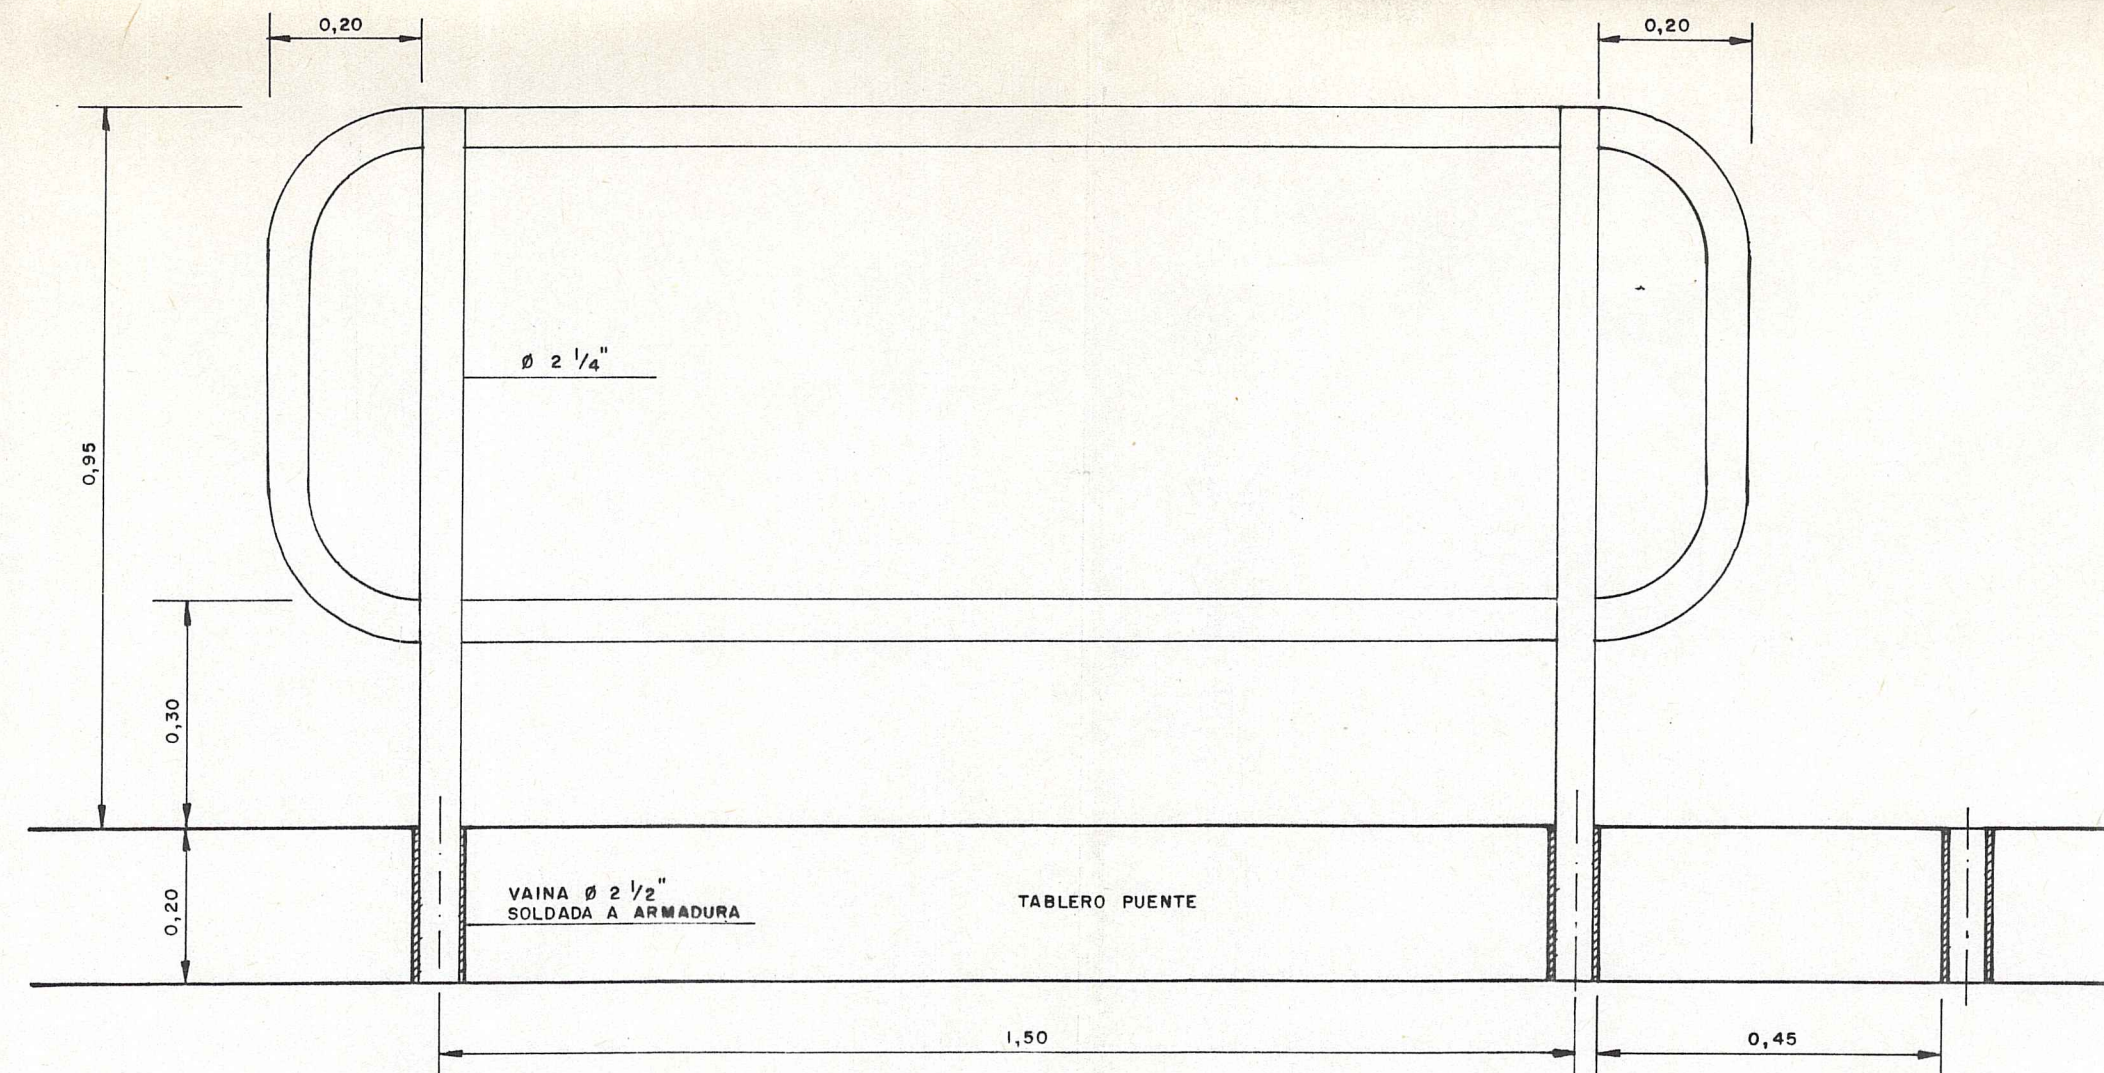 0,20
0,20
Ø 2 1/4"
0,95
0,30
0,20
VAINA Ø 2 1/2"
SOLDADA A ARMADURA
TABLERO PUENTE
1,50
0,45